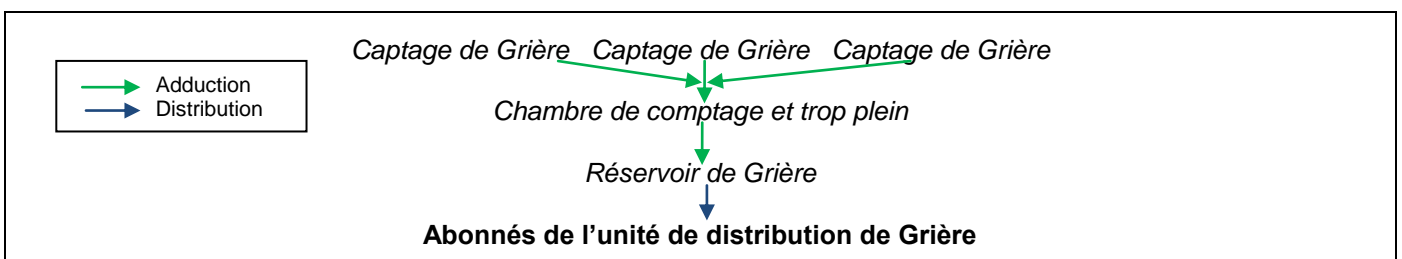 Captage de Grière Captage de Grière Captage de Grière
Adduction
Distribution
Chambre de comptage et trop plein
Réservoir de Grière
Abonnés de l'unité de distribution de Grière